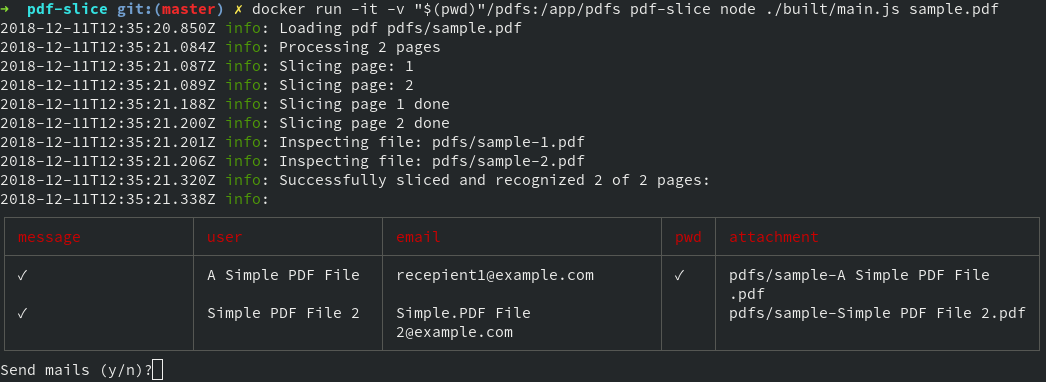 → pdf-slice git:(master) ✗ docker run -it -v "$(pwd)"/pdfs:/app/pdfs pdf-slice node ./built/main.js sample.pdf
2018-12-11T12:35:20.850Z info: Loading pdf pdfs/sample.pdf
2018-12-11T12:35:21.084Z info: Processing 2 pages
2018-12-11T12:35:21.087Z info: Slicing page: 1
2018-12-11T12:35:21.089Z info: Slicing page: 2
2018-12-11T12:35:21.188Z info: Slicing page 1 done
2018-12-11T12:35:21.200Z info: Slicing page 2 done
2018-12-11T12:35:21.201Z info: Inspecting file: pdfs/sample-1.pdf
2018-12-11T12:35:21.206Z info: Inspecting file: pdfs/sample-2.pdf
2018-12-11T12:35:21.320Z info: Successfully sliced and recognized 2 of 2 pages:
2018-12-11T12:35:21.338Z info:
message user email pwd attachment
✓ A Simple PDF File recepient1@example.com ✓ pdfs/sample-A Simple PDF File
.pdf
✓ Simple PDF File 2 Simple.PDF File pdfs/sample-Simple PDF File 2.pdf
2@example.com
Send mails (y/n)?